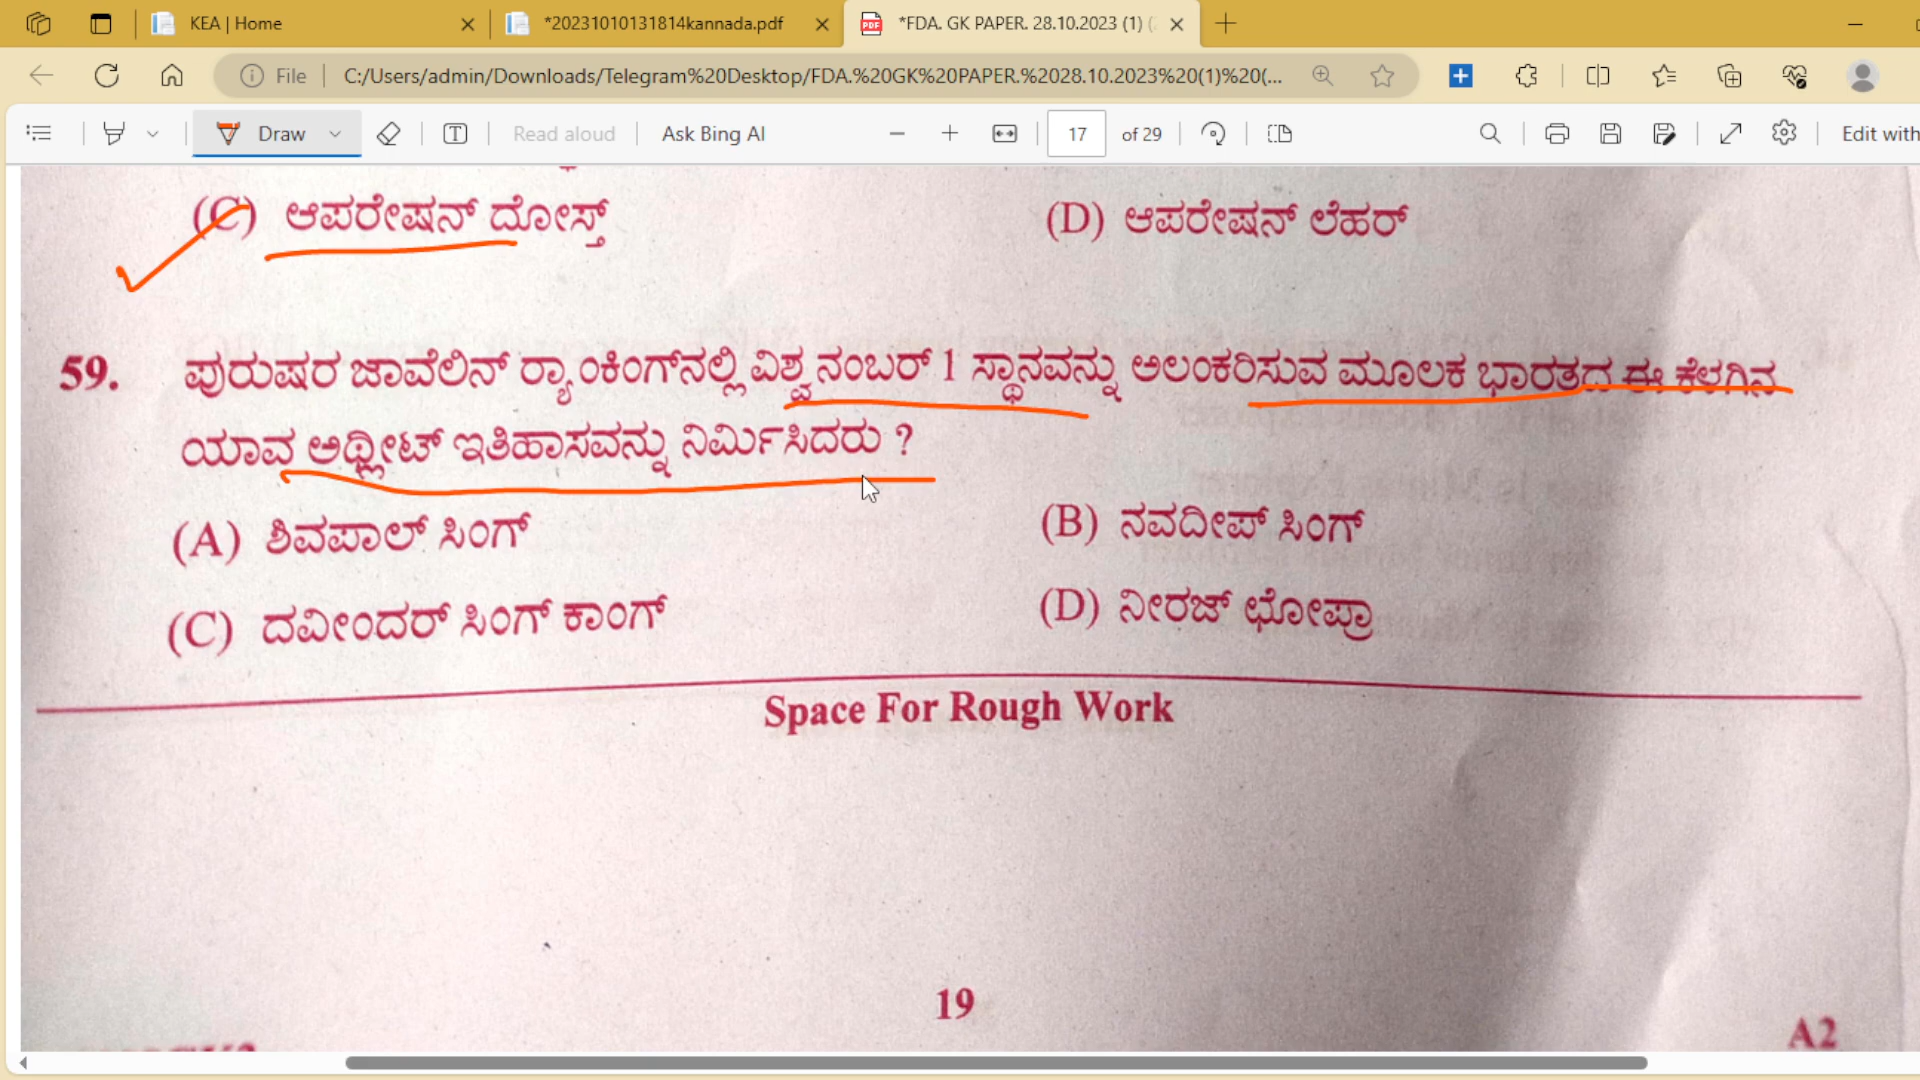 KEA | Home
*20231010131814kannada.pdf
*FDA. GK PAPER. 28.10.2023 (1) (
File
C:/Users/admin/Downloads/Telegram%20Desktop/FDA.%20GK%20PAPER.%2028.10.2023%20(1)%20(...
Draw
Read aloud
Ask Bing AI
17
of 29
Edit with
(C) ಆಪರೇಷನ್ ದೋಸ್ತ್
(D) ಆಪರೇಷನ್ ಲೆಹರ್
59. ಪುರುಷರ ಜಾವೆಲಿನ್ ರ‍್ಯಾಂಕಿಂಗ್‌ನಲ್ಲಿ ವಿಶ್ವ ನಂಬರ್ 1 ಸ್ಥಾನವನ್ನು ಅಲಂಕರಿಸುವ ಮೂಲಕ ಭಾರತದ ಈ ಕೆಳಗಿನ
ಯಾವ ಅಥ್ಲೀಟ್ ಇತಿಹಾಸವನ್ನು ನಿರ್ಮಿಸಿದರು ?
(A) ಶಿವಪಾಲ್ ಸಿಂಗ್
(B) ನವದೀಪ್ ಸಿಂಗ್
(C) ದವೀಂದರ್ ಸಿಂಗ್ ಕಾಂಗ್
(D) ನೀರಜ್ ಛೋಪ್ರಾ
Space For Rough Work
19
A2